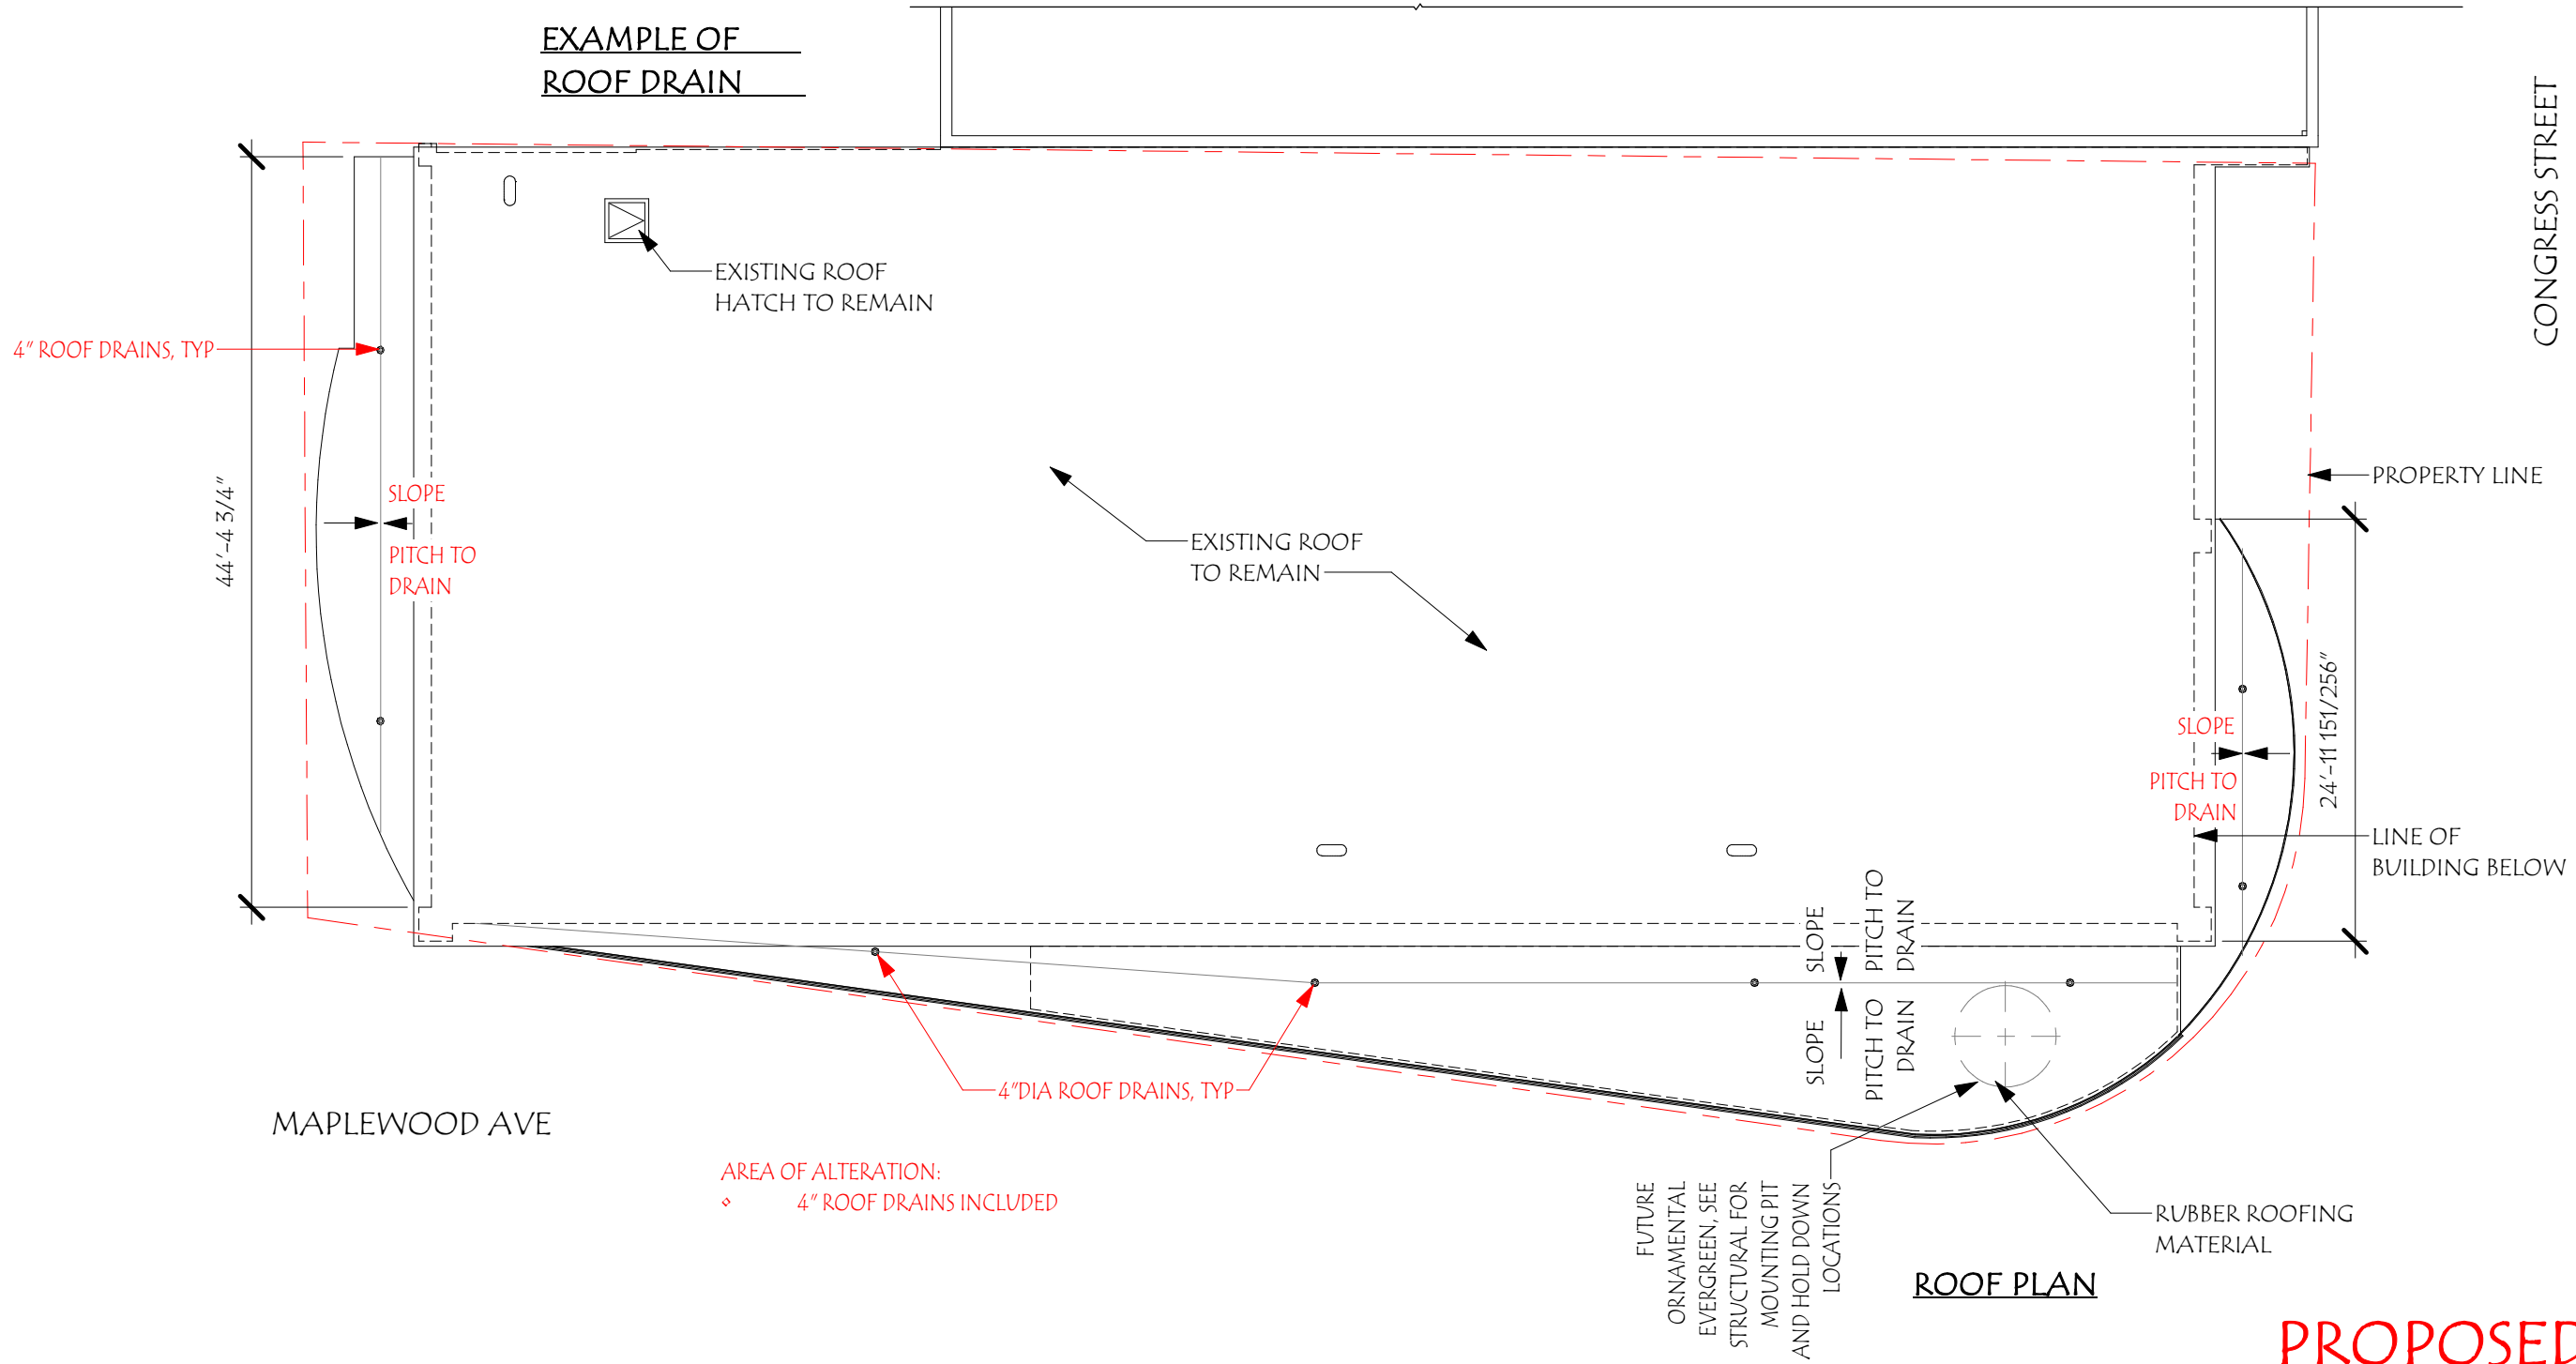 EXAMPLE OF
ROOF DRAIN
CONGRESS STREET
EXISTING ROOF
HATCH TO REMAIN
4" ROOF DRAINS, TYP
44'-4 3/4"
SLOPE
PITCH TO
DRAIN
EXISTING ROOF
TO REMAIN
PROPERTY LINE
24'-11 151/256"
SLOPE
PITCH TO
DRAIN
LINE OF
BUILDING BELOW
SLOPE
PITCH TO
DRAIN
SLOPE
PITCH TO
DRAIN
4"DIA ROOF DRAINS, TYP
MAPLEWOOD AVE
AREA OF ALTERATION:
4" ROOF DRAINS INCLUDED
FUTURE
ORNAMENTAL
EVERGREEN, SEE
STRUCTURAL FOR
MOUNTING PIT
AND HOLD DOWN
LOCATIONS
RUBBER ROOFING
MATERIAL
ROOF PLAN
PROPOSED